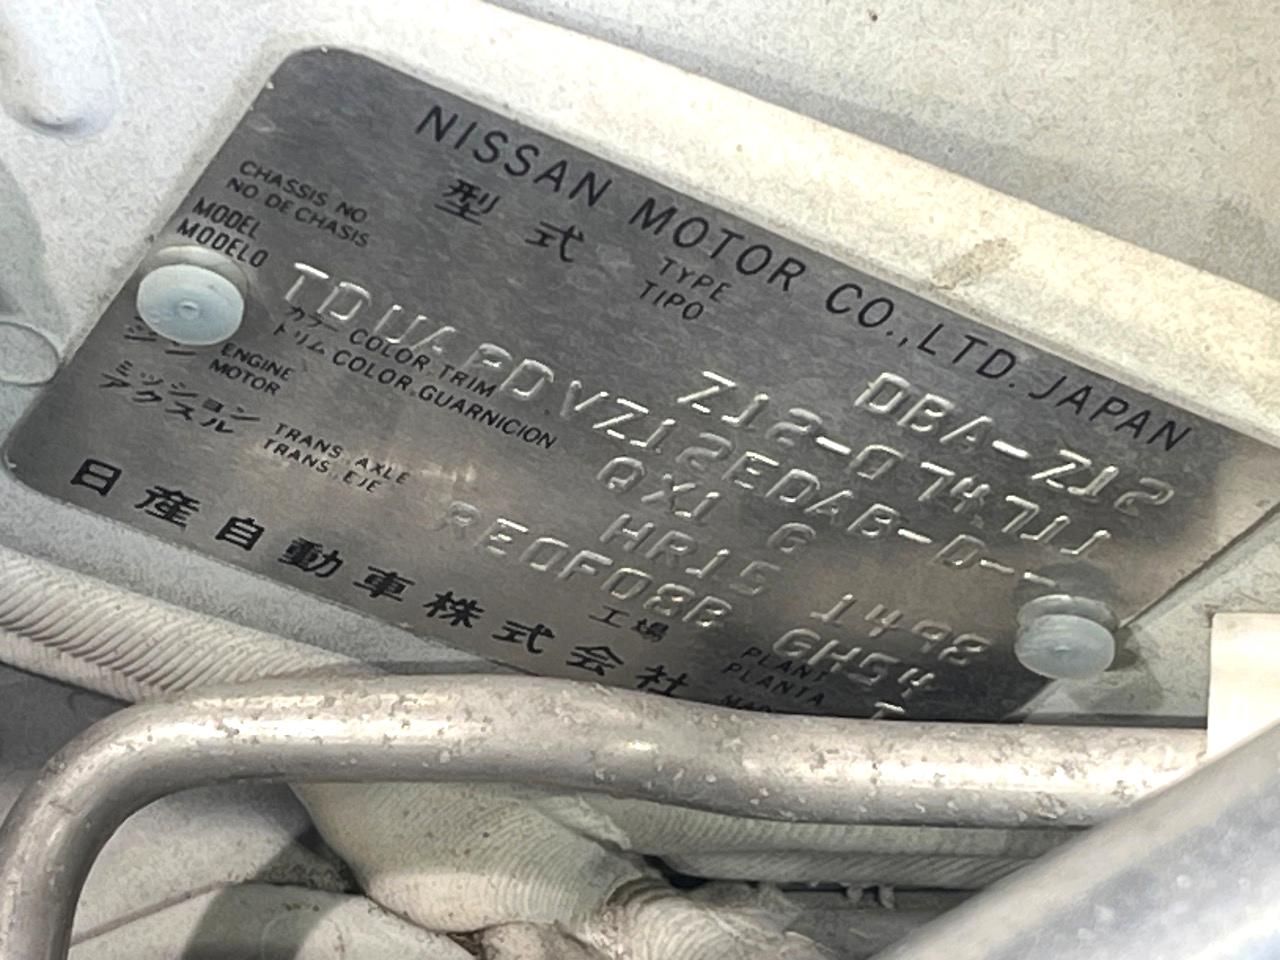 NISSAN MOTOR CO.,LTD. JAPAN
型式 TYPE TIPO DBA-Z12
CHASSIS NO
NO DE CHASIS Z12-074711
MODEL
MODELO TDUARDVZ12EDAB-D--
カラー COLOR TRIM
トリム COLOR,GUARNICION QX1 G
ジン ENGINE
MOTOR HR15 1498
ミッション TRANS. AXLE
アクスル TRANS. EJE RE0F08B GH54
工場 PLANT
PLANTA
日産自動車株式会社